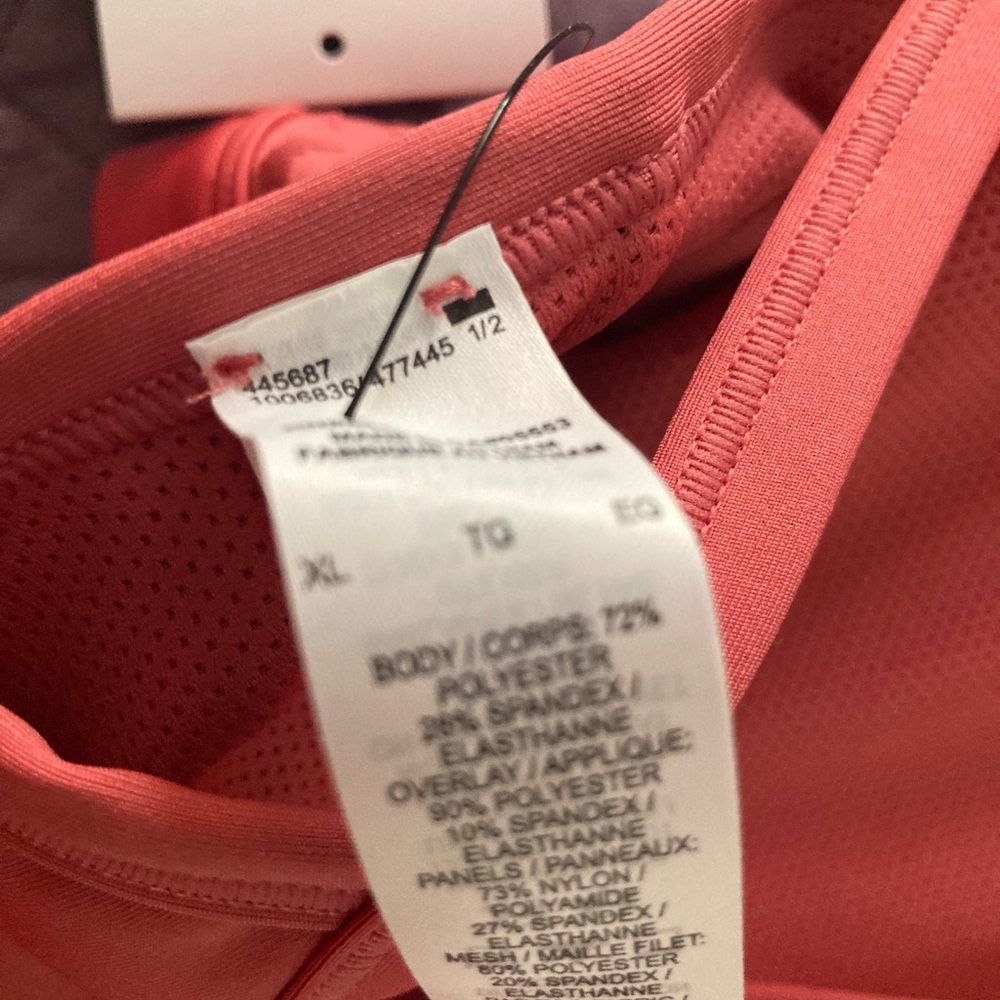 445687
1006836/477445 1/2
FABRIQUÉ AU VIETNAM
XL TG EG
BODY / CORPS: 72%
POLYESTER
28% SPANDEX /
ELASTHANNE
OVERLAY / APPLIQUE:
90% POLYESTER
10% SPANDEX /
ELASTHANNE
PANELS / PANNEAUX:
73% NYLON /
POLYAMIDE
27% SPANDEX /
ELASTHANNE
MESH / MAILLE FILET:
80% POLYESTER
20% SPANDEX /
ELASTHANNE